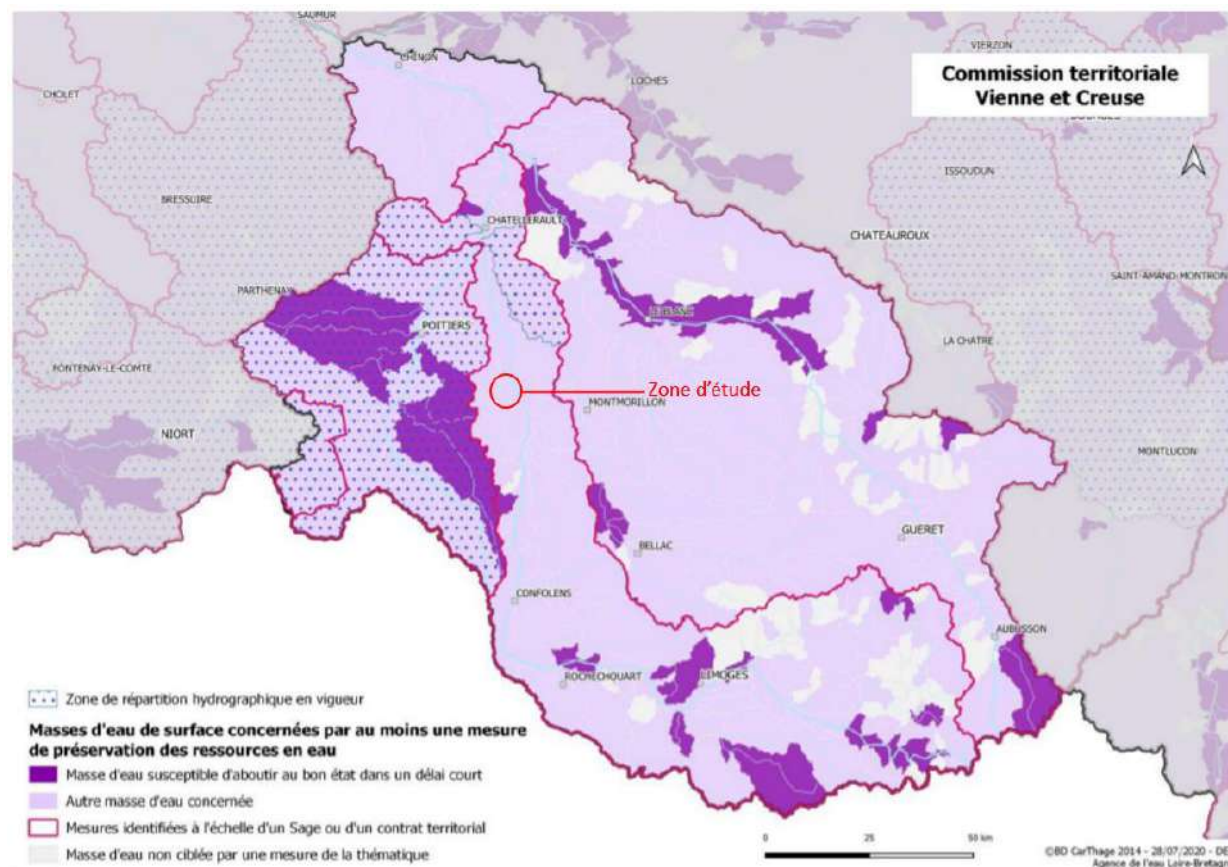 SAUMUR
CHINON
VIERZON
Commission territoriale
Vienne et Creuse
LOCHES
CHOLET
ISSOUDUN
BRESSUIRE
CHATELLERAULT
CHATEAUROUX
SAINT-AMAND-MONTRON
PARTHENAY
POITIERS
LE BLANC
LA CHATRE
FONTENAY-LE-COMTE
Zone d'étude
MONTMORILLON
NIORT
MONTLUCON
GUERET
BELLAC
CONFOLENS
AUBUSSON
ROCHECHOUART
LIMOGES
Zone de répartition hydrographique en vigueur
Masses d'eau de surface concernées par au moins une mesure
de préservation des ressources en eau
Masse d'eau susceptible d'aboutir au bon état dans un délai court
Autre masse d'eau concernée
Mesures identifiées à l'échelle d'un Sage ou d'un contrat territorial
Masse d'eau non ciblée par une mesure de la thématique
0 25 50 km
©BD CarThage 2014 - 28/07/2020 - DE
Agence de l'eau Loire-Bretagn